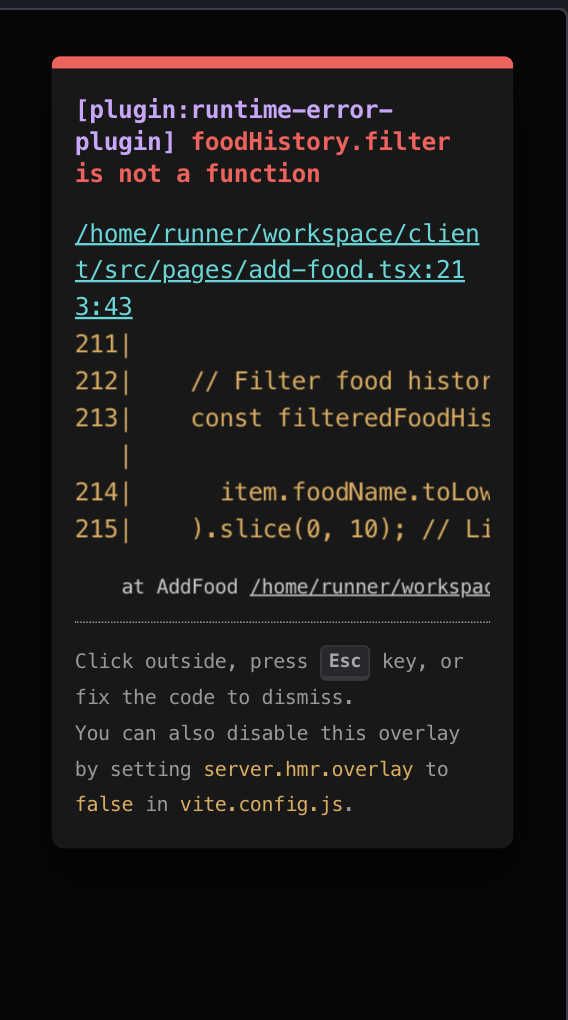 [plugin:runtime-error-
plugin] foodHistory.filter
is not a function
/home/runner/workspace/clien
t/src/pages/add-food.tsx:21
3:43
211|
212|    // Filter food histor
213|    const filteredFoodHis
   |
214|      item.foodName.toLow
215|    ).slice(0, 10); // Li
at AddFood /home/runner/workspac
Click outside, press Esc key, or
fix the code to dismiss.
You can also disable this overlay
by setting server.hmr.overlay to
false in vite.config.js.